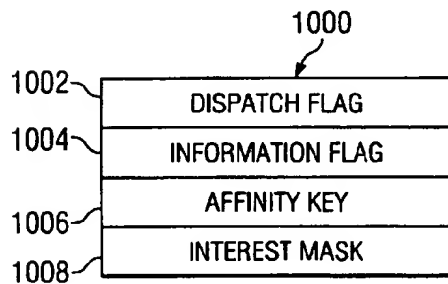 1000
1002 DISPATCH FLAG
1004 INFORMATION FLAG
1006 AFFINITY KEY
1008 INTEREST MASK